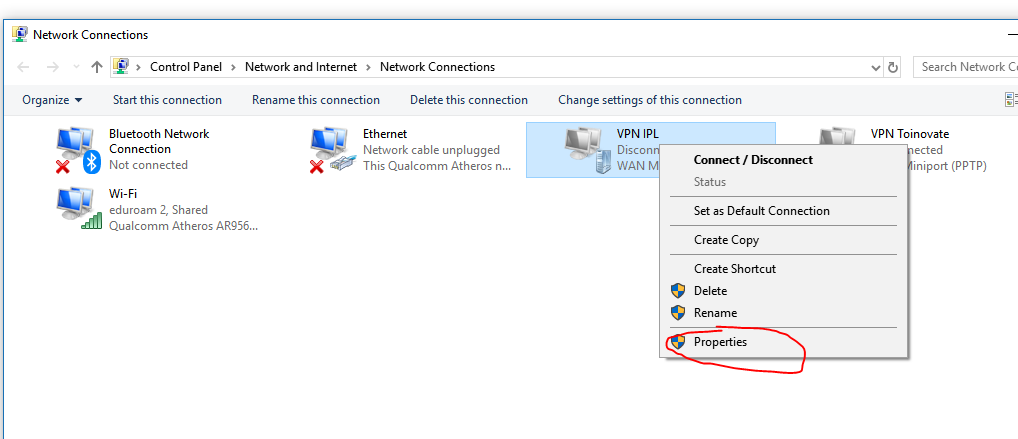 Network Connections
Control Panel > Network and Internet > Network Connections
Search Network C
Organize
Start this connection
Rename this connection
Delete this connection
Change settings of this connection
Bluetooth Network
Connection
Not connected
Ethernet
Network cable unplugged
This Qualcomm Atheros n...
VPN IPL
Disconn
WAN M
VPN Toinovate
nected
Miniport (PPTP)
Wi-Fi
eduroam 2, Shared
Qualcomm Atheros AR956...
Connect / Disconnect
Status
Set as Default Connection
Create Copy
Create Shortcut
Delete
Rename
Properties